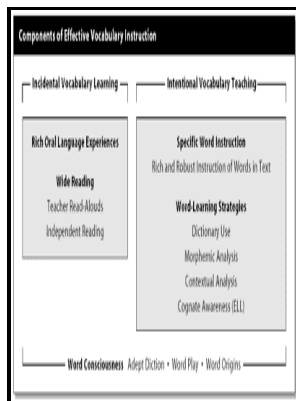 Components of Effective Vocabulary Instruction
Incidental Vocabulary Learning
Rich Oral Language Experiences
Wide Reading
Teacher Read-Alouds
Independent Reading
Intentional Vocabulary Teaching
Specific Word Instruction
Rich and Robust Instruction of Words in Text
Word-Learning Strategies
Dictionary Use
Morphemic Analysis
Contextual Analysis
Cognate Awareness (ELL)
Word Consciousness Adept Diction • Word Play • Word Origins